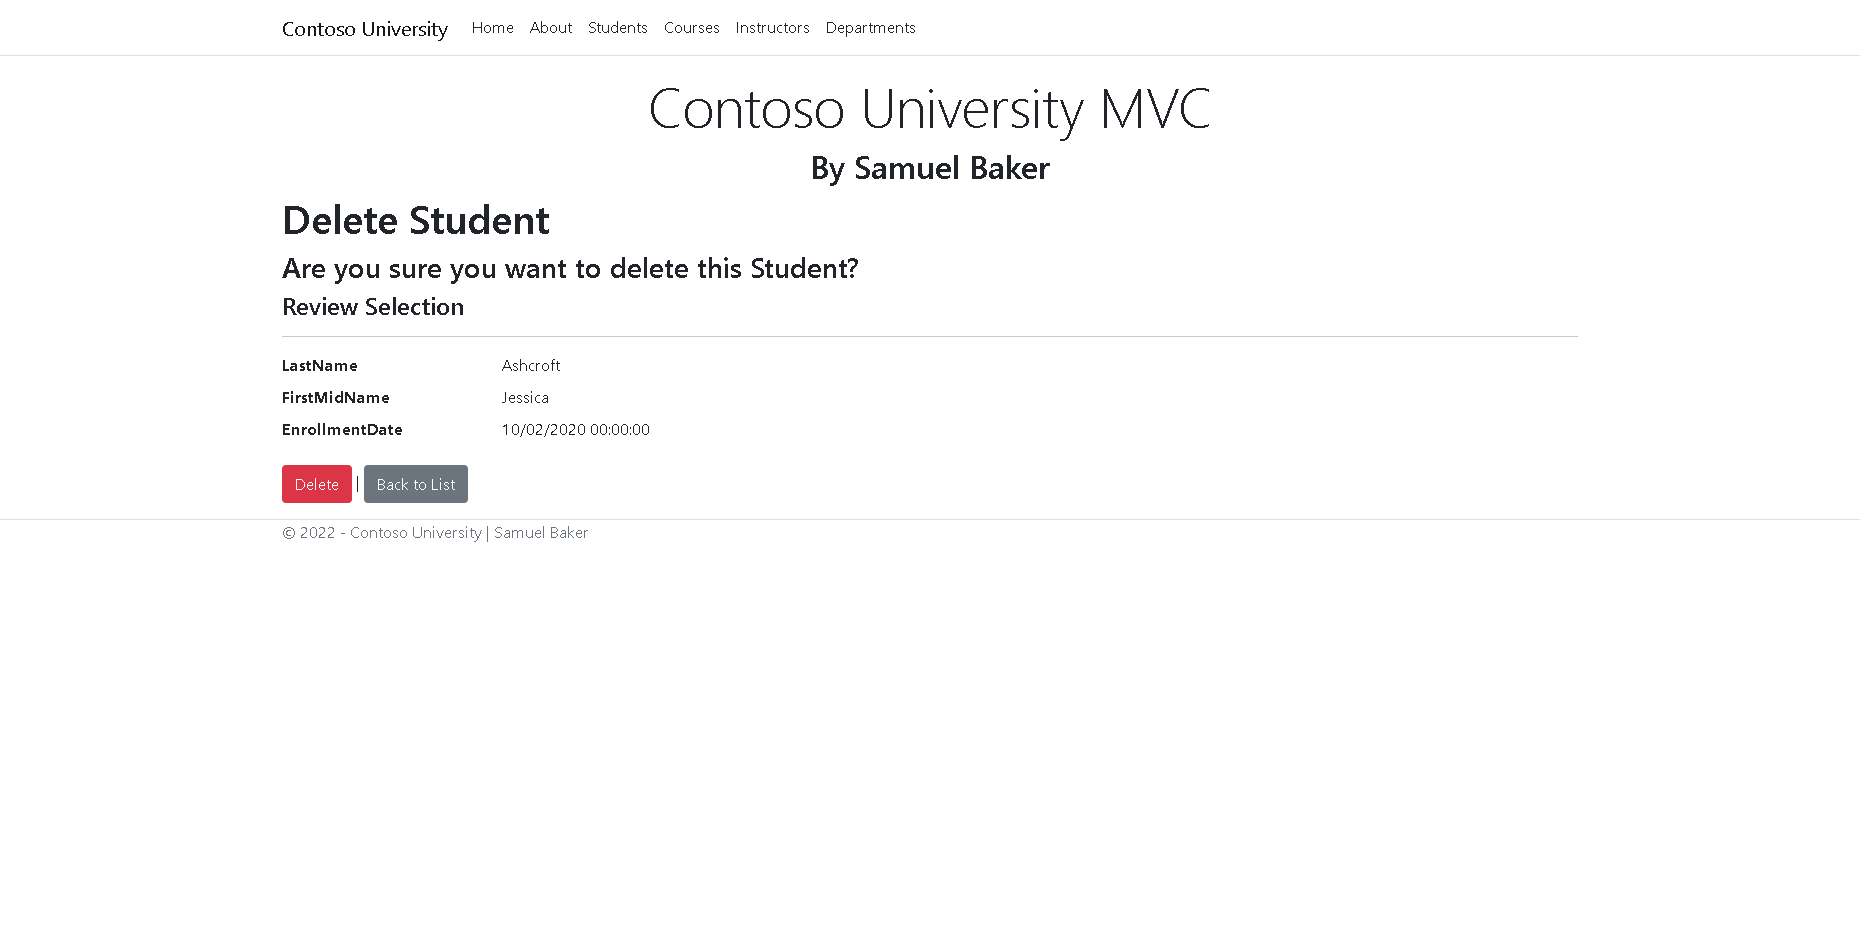 Contoso University Home About Students Courses Instructors Departments
Contoso University MVC
By Samuel Baker
Delete Student
Are you sure you want to delete this Student?
Review Selection
LastName Ashcroft
FirstMidName Jessica
EnrollmentDate 10/02/2020 00:00:00
Delete | Back to List
© 2022 - Contoso University | Samuel Baker